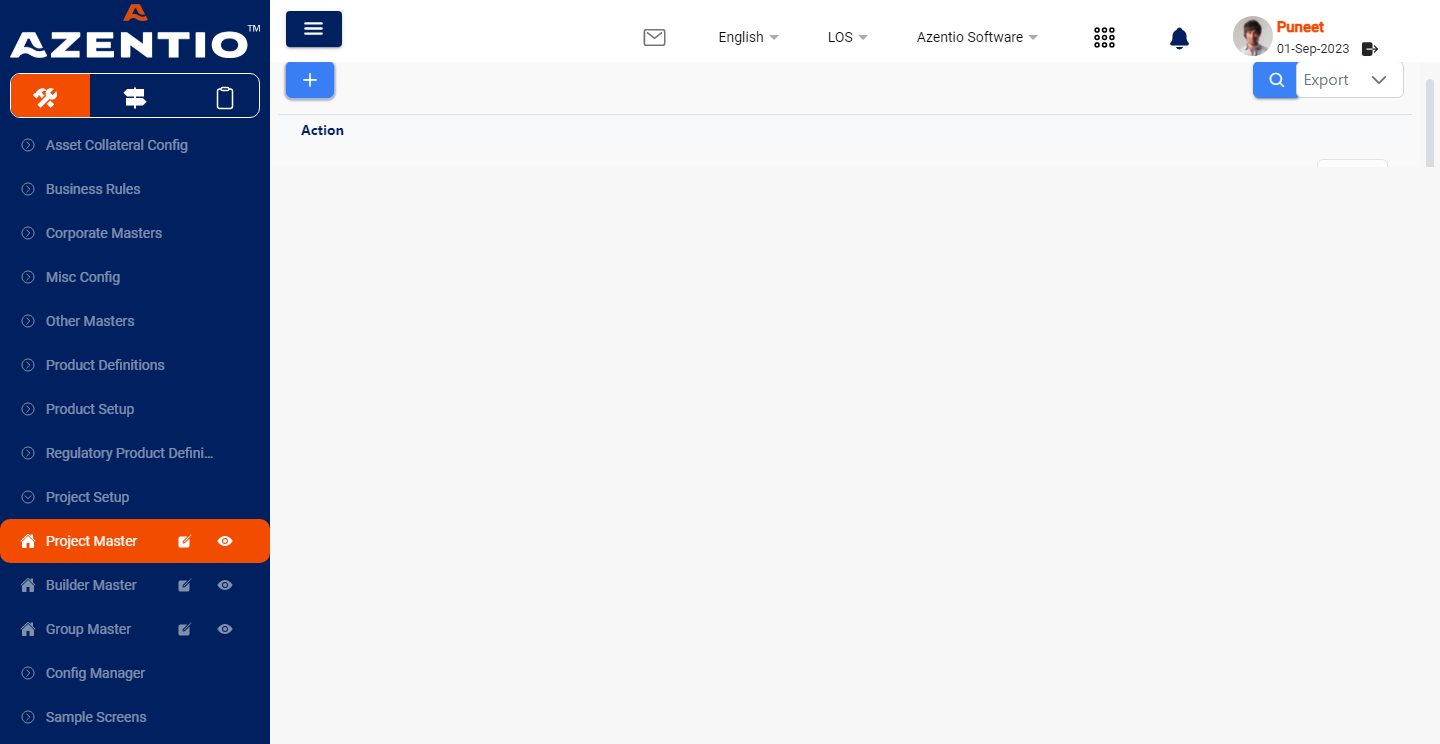 AZENTIO™
English
LOS
Azentio Software
Puneet
01-Sep-2023
Export
Action
Asset Collateral Config
Business Rules
Corporate Masters
Misc Config
Other Masters
Product Definitions
Product Setup
Regulatory Product Defini...
Project Setup
Project Master
Builder Master
Group Master
Config Manager
Sample Screens